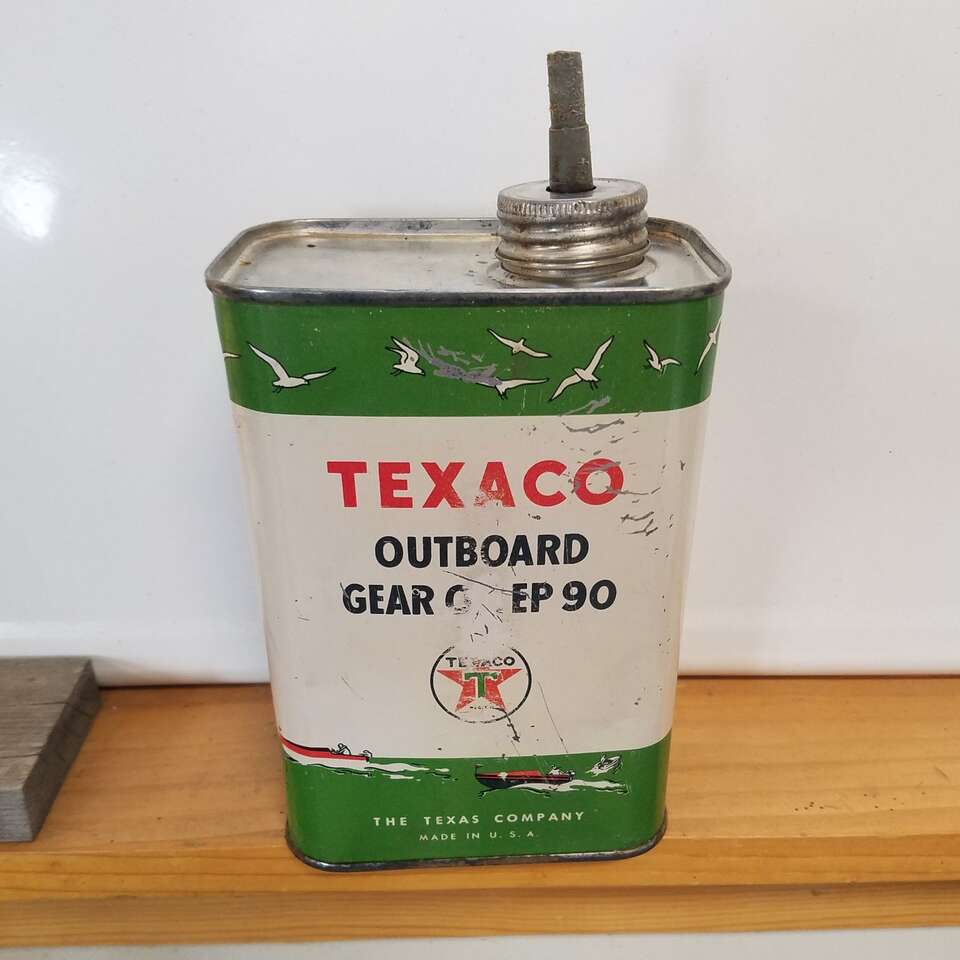 TEXACO
OUTBOARD
GEAR EP 90
TEXACO
T
THE TEXAS COMPANY
MADE IN U. S. A.